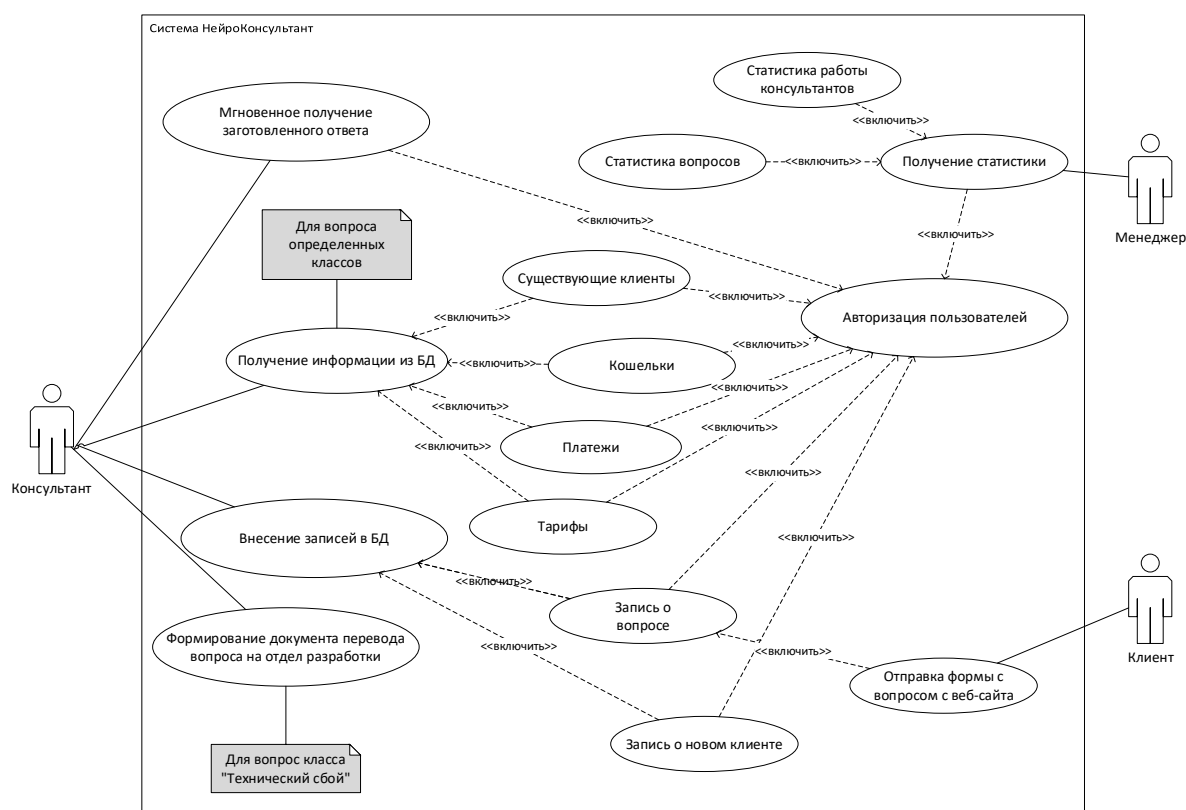 Система НейроКонсультант
Статистика работы
консультантов
Мгновенное получение
заготовленного ответа
<<включить>>
Статистика вопросов
<<включить>>
Получение статистики
Для вопроса
определенных
классов
<<включить>>
<<включить>>
Менеджер
Существующие клиенты
<<включить>>
<<включить>>
Авторизация пользователей
Получение информации из БД
<<включить>>
Кошельки
<<включить>>
<<включить>>
<<включить>>
<<включить>>
<<включить>>
Платежи
<<включить>>
Консультант
Тарифы
Внесение записей в БД
<<включить>>
<<включить>>
Запись о
вопросе
Формирование документа перевода
вопроса на отдел разработки
<<включить>>
<<включить>>
Клиент
Отправка формы с
вопросом с веб-сайта
Запись о новом клиенте
Для вопрос класса
"Технический сбой"